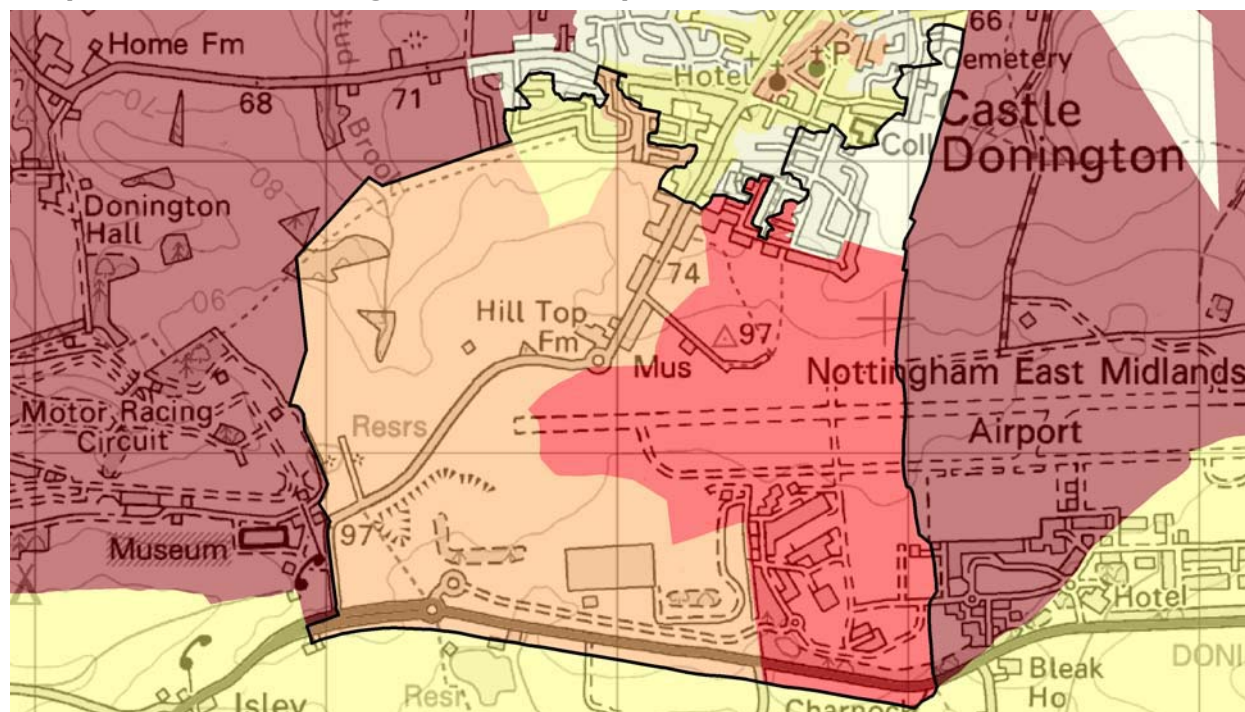 66
Home Fm
Stud
Brook
68
71
Hotel
P
Cemetery
Coll
Castle
Donington
70
80
90
Donington
Hall
74
Hill Top
Fm
97
Mus
Nottingham East Midlands
Airport
Motor Racing
Circuit
Resrs
97
Museum
Hotel
Isley
Resr
Charnock
Bleak
Ho
DONI